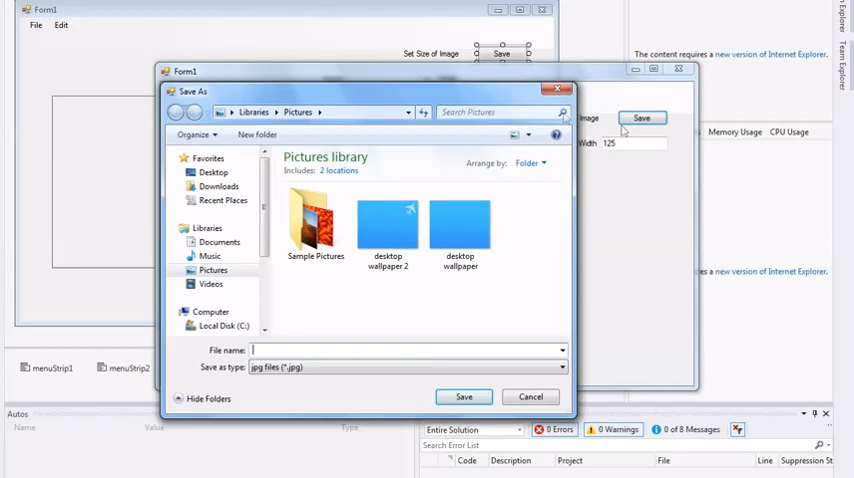 Form1
File Edit
Set Size of Image Save
Form1
Image Save
Width 125
Save As
Libraries Pictures
Search Pictures
Organize New folder
Favorites
Desktop
Downloads
Recent Places
Libraries
Documents
Music
Pictures
Videos
Computer
Local Disk (C:)
Pictures library
Includes: 2 locations
Arrange by: Folder
Sample Pictures
desktop
wallpaper 2
desktop
wallpaper
File name:
Save as type: jpg files (*.jpg)
Hide Folders
Save Cancel
The content requires a new version of Internet Explorer.
Memory Usage CPU Usage
es a new version of Internet Explorer.
Explorer
Team Explorer
menuStrip1 menuStrip2
Autos
Name Value Type
Entire Solution 0 Errors 0 Warnings 0 of 8 Messages
Search Error List
Code Description Project File Line Suppression St